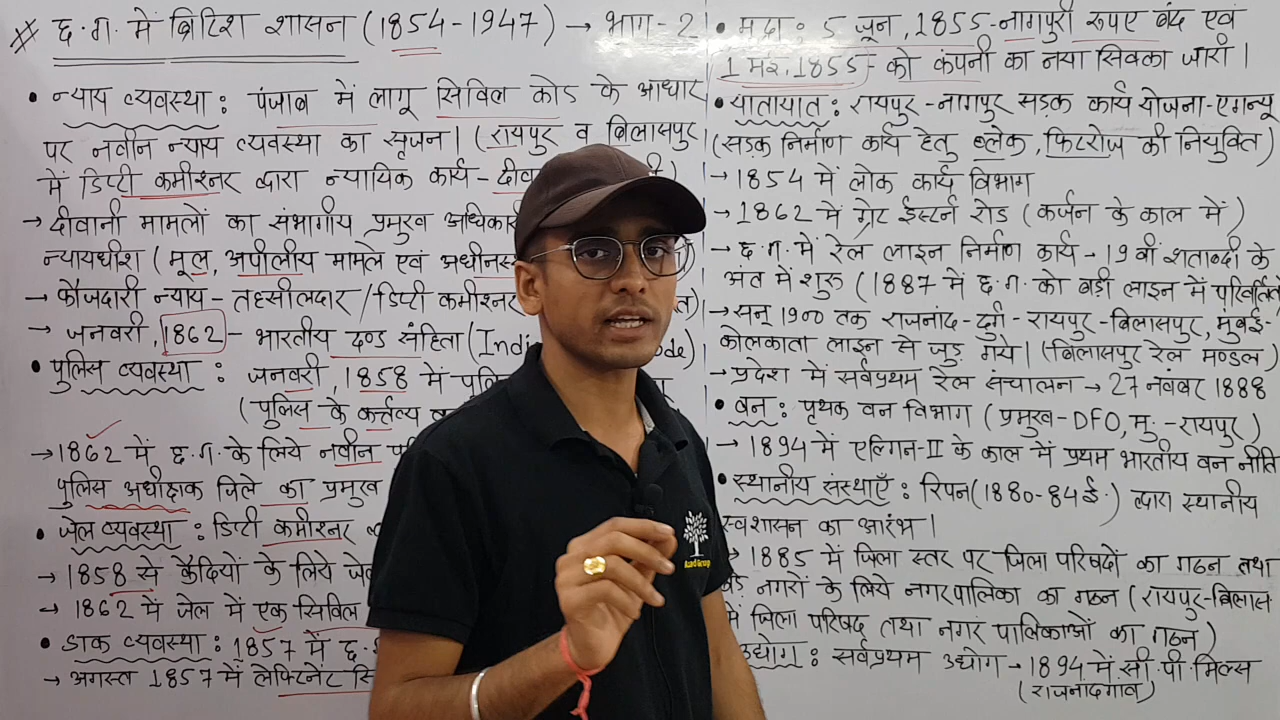 # छ.ग. में ब्रिटिश शासन (1854-1947) → भाग-2
• न्याय व्यवस्था : पंजाब में लागू सिविल कोड के आधार
पर नवीन न्याय व्यवस्था का सृजन। (रायपुर व बिलासपुर
में डिप्टी कमीश्नर द्वारा न्यायिक कार्य-
→ दीवानी मामलों का संभागीय प्रमुख
न्यायधीश (मूल, अपीलीय मामले एवं
→ फौजदारी न्याय- तहसीलदार/डिप्टी कमीश्नर
→ जनवरी, 1862 - भारतीय दण्ड संहिता
• पुलिस व्यवस्था : जनवरी, 1858 में
(पुलिस के कर्त्तव्य
→ 1862 में छ.ग. के लिये नवीन
पुलिस अधीक्षक जिले का प्रमुख
• जेल व्यवस्था : डिप्टी कमीश्नर
→ 1858 से कैदियों के लिये
→ 1862 में जेल में एक सिविल
• डाक व्यवस्था : 1857 में
→ अगस्त 1857 में लेफ्टिनेंट
• मुद्रा : 5 जून, 1855-नागपुरी रूपए बंद एवं
1 मई, 1855 - को कंपनी का नया सिक्का जारी।
• यातायात : रायपुर-नागपुर सड़क कार्य योजना-एगन्यू
(सड़क निर्माण कार्य हेतु ब्लेक, फिटरोज की नियुक्ति)
→ 1854 में लोक कार्य विभाग
→ 1862 में ग्रेट ईस्टर्न रोड (कर्जन के काल में)
→ छ.ग. में रेल लाइन निर्माण कार्य - 19 वीं शताब्दी के
अंत में शुरू (1887 में छ.ग. को बड़ी लाइन में परिवर्तित
→ सन् 1900 तक राजनांद-दुर्ग-रायपुर-बिलासपुर, मुंबई-
कोलकाता लाइन से जुड़ गये। (बिलासपुर रेल मण्डल)
→ प्रदेश में सर्वप्रथम रेल संचालन → 27 नवंबर 1888
• वन : पृथक वन विभाग (प्रमुख-DFO, मु.-रायपुर)
→ 1894 में एल्गिन-II के काल में प्रथम भारतीय वन नीति
• स्थानीय संस्थाएँ : रिपन (1880-84 ई.) द्वारा स्थानीय
स्वशासन का आरंभ।
→ 1885 में जिला स्तर पर जिला परिषदों का गठन तथा
बड़े नगरों के लिये नगरपालिका का गठन (रायपुर-बिलास
में जिला परिषद तथा नगर पालिकाओं का गठन)
उद्योग : सर्वप्रथम उद्योग - 1894 में सी.पी मिल्स
(राजनांदगांव)